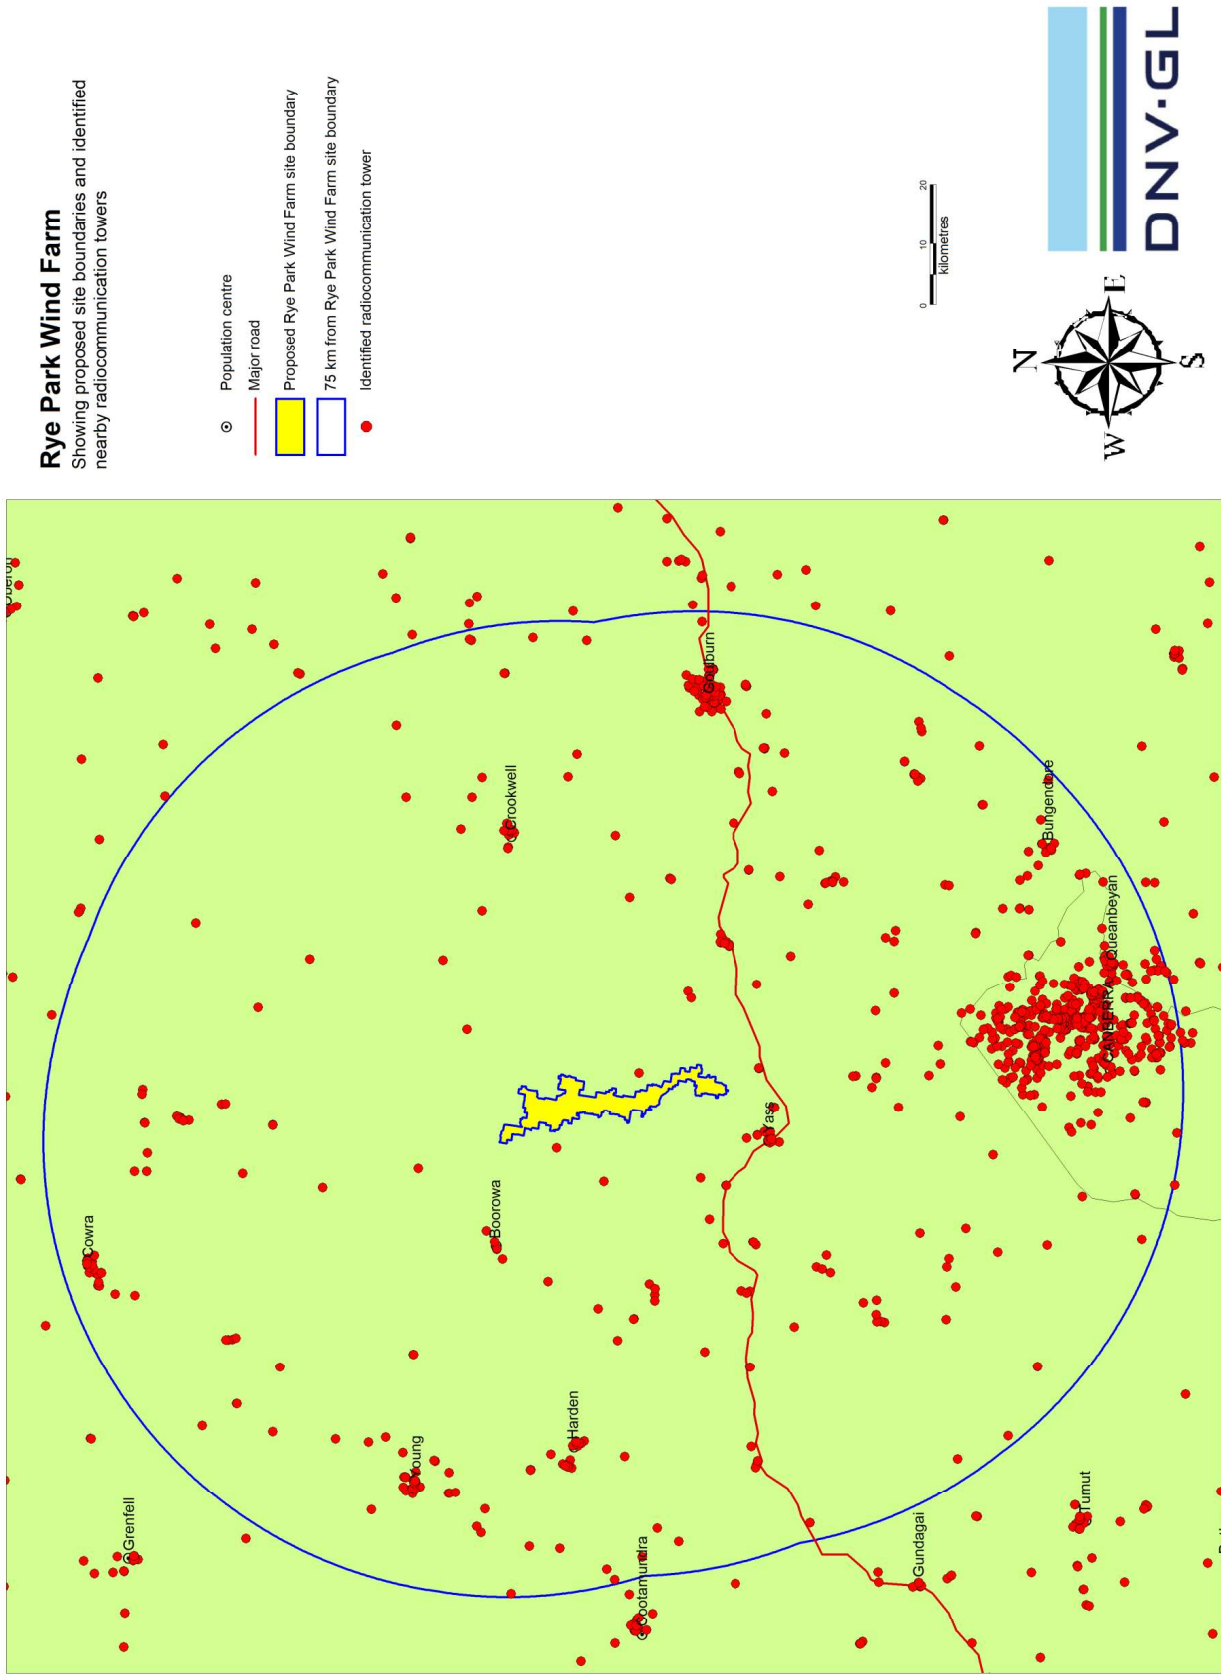 Rye Park Wind Farm
Showing proposed site boundaries and identified
nearby radiocommunication towers
Population centre
Major road
Proposed Rye Park Wind Farm site boundary
75 km from Rye Park Wind Farm site boundary
Identified radiocommunication tower
0 10 20
kilometres
N
W E
S
DNV·GL
Oberon
Cowra
Grenfell
Young
Boorowa
Crookwell
Harden
Cootamundra
Goulburn
Yass
Gundagai
Bungendore
Queanbeyan
CANBERRA
Tumut